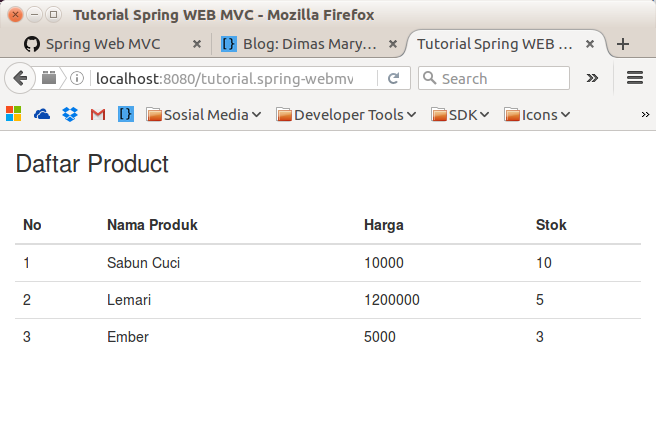 Tutorial Spring WEB MVC - Mozilla Firefox
Spring Web MVC
Blog: Dimas Mary...
Tutorial Spring WEB ...
localhost:8080/tutorial.spring-webmv
Search
Sosial Media
Developer Tools
SDK
Icons
Daftar Product
No Nama Produk Harga Stok
1 Sabun Cuci 10000 10
2 Lemari 1200000 5
3 Ember 5000 3